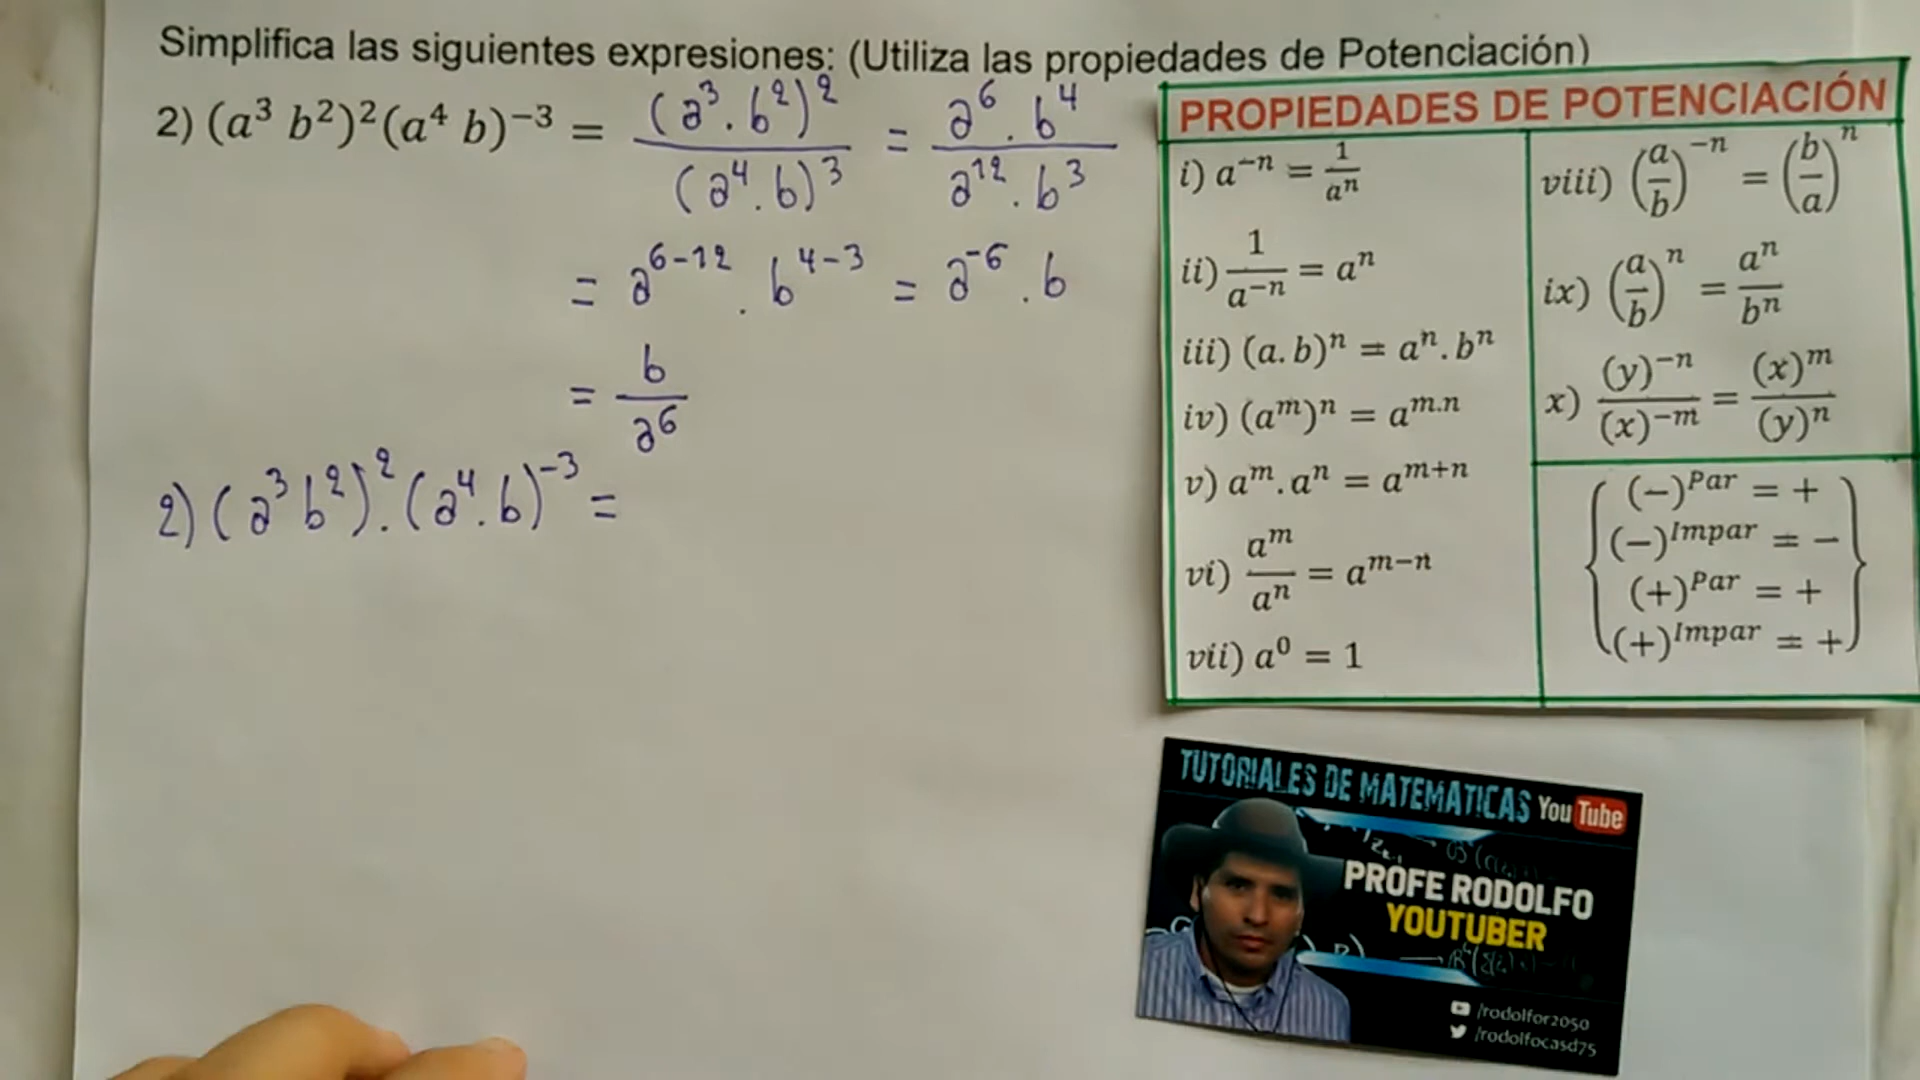 Simplifica las siguientes expresiones: (Utiliza las propiedades de Potenciación)
2) (a³ b²)²(a⁴ b)⁻³ = (a³ . b²)² / (a⁴ . b)³ = a⁶ . b⁴ / a¹² . b³
= a⁶⁻¹² . b⁴⁻³ = a⁻⁶ . b
= b / a⁶
2) (a³ b²)² . (a⁴ . b)⁻³ =
PROPIEDADES DE POTENCIACIÓN
i) a⁻ⁿ = 1/aⁿ
ii) 1/a⁻ⁿ = aⁿ
iii) (a. b)ⁿ = aⁿ. bⁿ
iv) (aᵐ)ⁿ = aᵐ·ⁿ
v) aᵐ. aⁿ = aᵐ⁺ⁿ
vi) aᵐ/aⁿ = aᵐ⁻ⁿ
vii) a⁰ = 1
viii) (a/b)⁻ⁿ = (b/a)ⁿ
ix) (a/b)ⁿ = aⁿ/bⁿ
x) (y)⁻ⁿ/(x)⁻ᵐ = (x)ᵐ/(y)ⁿ
(−)^Par = +
(−)^Impar = −
(+)^Par = +
(+)^Impar = +
TUTORIALES DE MATEMATICAS YouTube
PROFE RODOLFO
YOUTUBER
/rodolfor2050
/rodolfocasd75